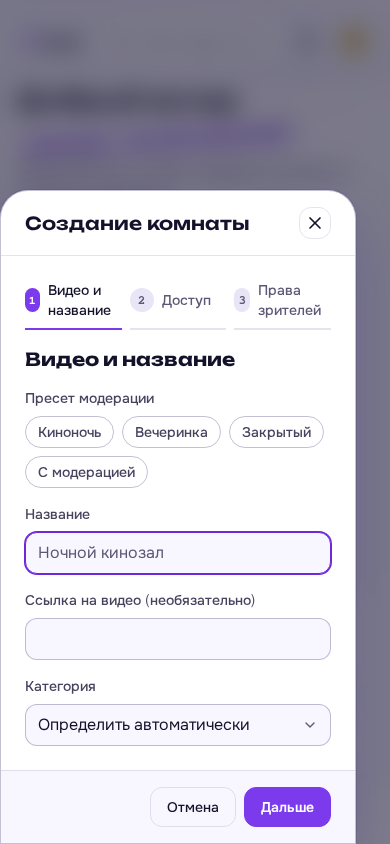 Создание комнаты
1
Видео и
название
2
Доступ
3
Права
зрителей
Видео и название
Пресет модерации
Киноночь
Вечеринка
Закрытый
С модерацией
Название
Ночной кинозал
Ссылка на видео (необязательно)
Категория
Определить автоматически
Отмена
Дальше